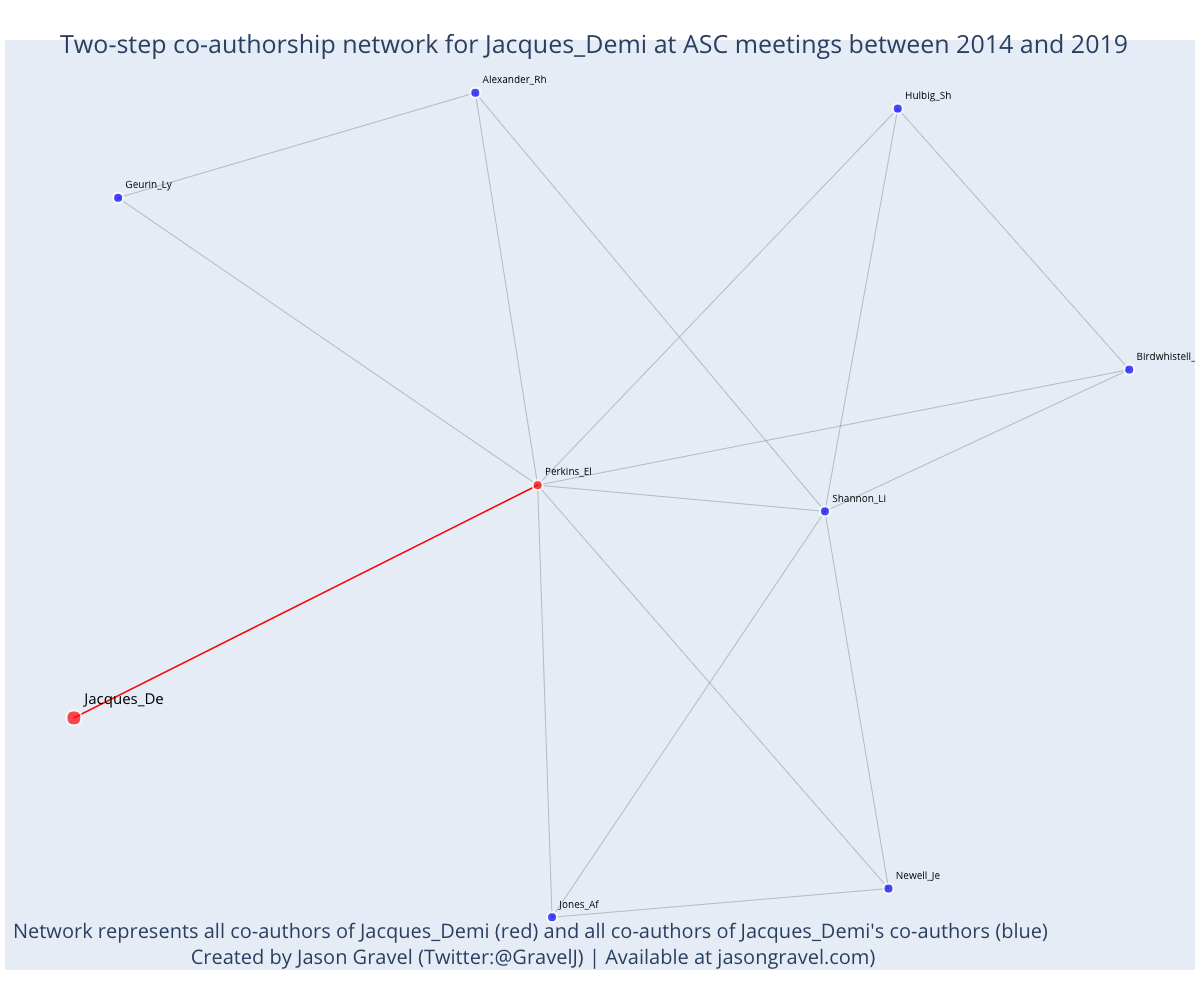 Two-step co-authorship network for Jacques_Demi at ASC meetings between 2014 and 2019
Alexander_Rh
Hulbig_Sh
Geurin_Ly
Birdwhistell_
Perkins_El
Shannon_Li
Jacques_De
Newell_Je
Jones_Af
Network represents all co-authors of Jacques_Demi (red) and all co-authors of Jacques_Demi's co-authors (blue)
Created by Jason Gravel (Twitter:@GravelJ) | Available at jasongravel.com)